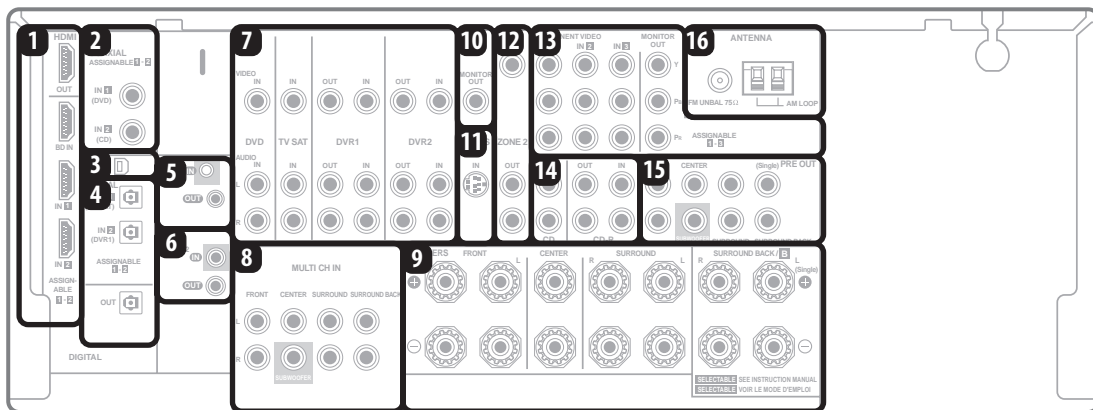 1
HDMI
OUT
BD IN
IN 1
IN 2
ASSIGN-
ABLE
1 - 2
2
ASSIGNABLE 1 - 2
IN 1
(DVD)
IN 2
(CD)
3
4
IN 2
(DVR1)
ASSIGNABLE
1 - 2
OUT
DIGITAL
5
IN
OUT
6
IN
OUT
7
VIDEO
IN IN OUT IN OUT IN
DVD TV SAT DVR1 DVR2
AUDIO
IN IN OUT IN OUT IN
L
R
8
MULTI CH IN
FRONT CENTER SURROUND SURROUND BACK
L
R
SUBWOOFER
9
FRONT L CENTER R SURROUND L R SURROUND BACK / B L
(Single)
SELECTABLE SEE INSTRUCTION MANUAL
SELECTABLE VOIR LE MODE D'EMPLOI
10
MONITOR
OUT
11
IN
12
ZONE 2
OUT
13
VIDEO
IN 2 IN 3
MONITOR
OUT
Y
ASSIGNABLE
1 - 3
14
OUT IN
CD CD-R
15
CENTER (Single) PRE OUT
16
ANTENNA
FM UNBAL 75Ω
AM LOOP